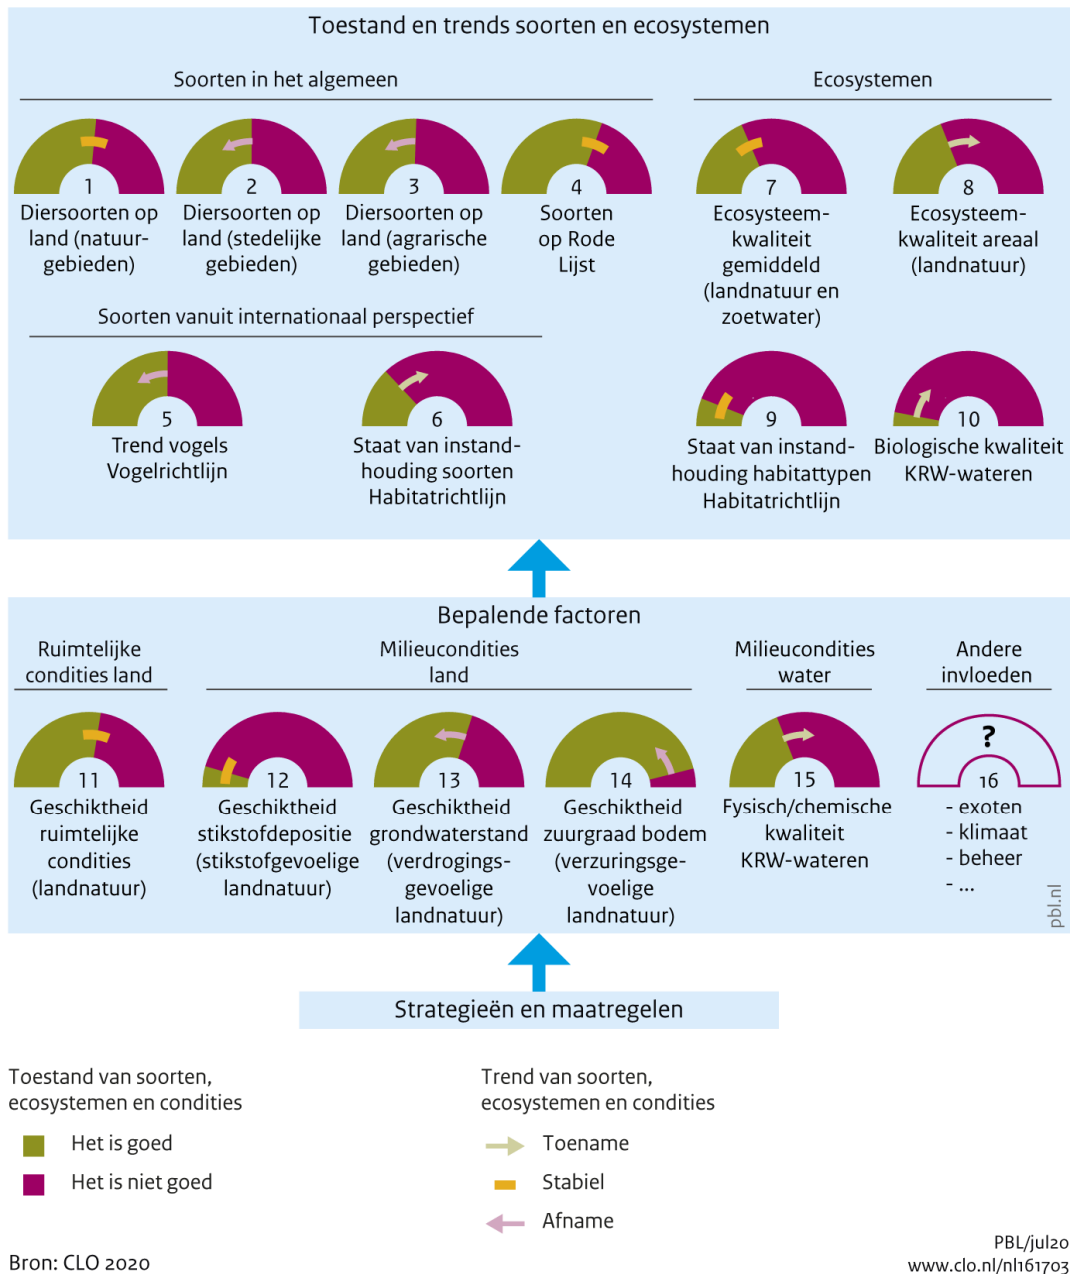 Toestand en trends soorten en ecosystemen
Soorten in het algemeen
Ecosystemen
1
Diersoorten op
land (natuur-
gebieden)
2
Diersoorten op
land (stedelijke
gebieden)
3
Diersoorten op
land (agrarische
gebieden)
4
Soorten
op Rode
Lijst
7
Ecosysteem-
kwaliteit
gemiddeld
(landnatuur en
zoetwater)
8
Ecosysteem-
kwaliteit areaal
(landnatuur)
Soorten vanuit internationaal perspectief
5
Trend vogels
Vogelrichtlijn
6
Staat van instand-
houding soorten
Habitatrichtlijn
9
Staat van instand-
houding habitattypen
Habitatrichtlijn
10
Biologische kwaliteit
KRW-wateren
Bepalende factoren
Ruimtelijke
condities land
Milieucondities
land
Milieucondities
water
Andere
invloeden
11
Geschiktheid
ruimtelijke
condities
(landnatuur)
12
Geschiktheid
stikstofdepositie
(stikstofgevoelige
landnatuur)
13
Geschiktheid
grondwaterstand
(verdrogings-
gevoelige
landnatuur)
14
Geschiktheid
zuurgraad bodem
(verzuringsge-
voelige
landnatuur)
15
Fysisch/chemische
kwaliteit
KRW-wateren
?
16
- exoten
- klimaat
- beheer
- ...
pbl.nl
Strategieën en maatregelen
Toestand van soorten,
ecosystemen en condities
Het is goed
Het is niet goed
Trend van soorten,
ecosystemen en condities
Toename
Stabiel
Afname
Bron: CLO 2020
PBL/jul20
www.clo.nl/nl161703